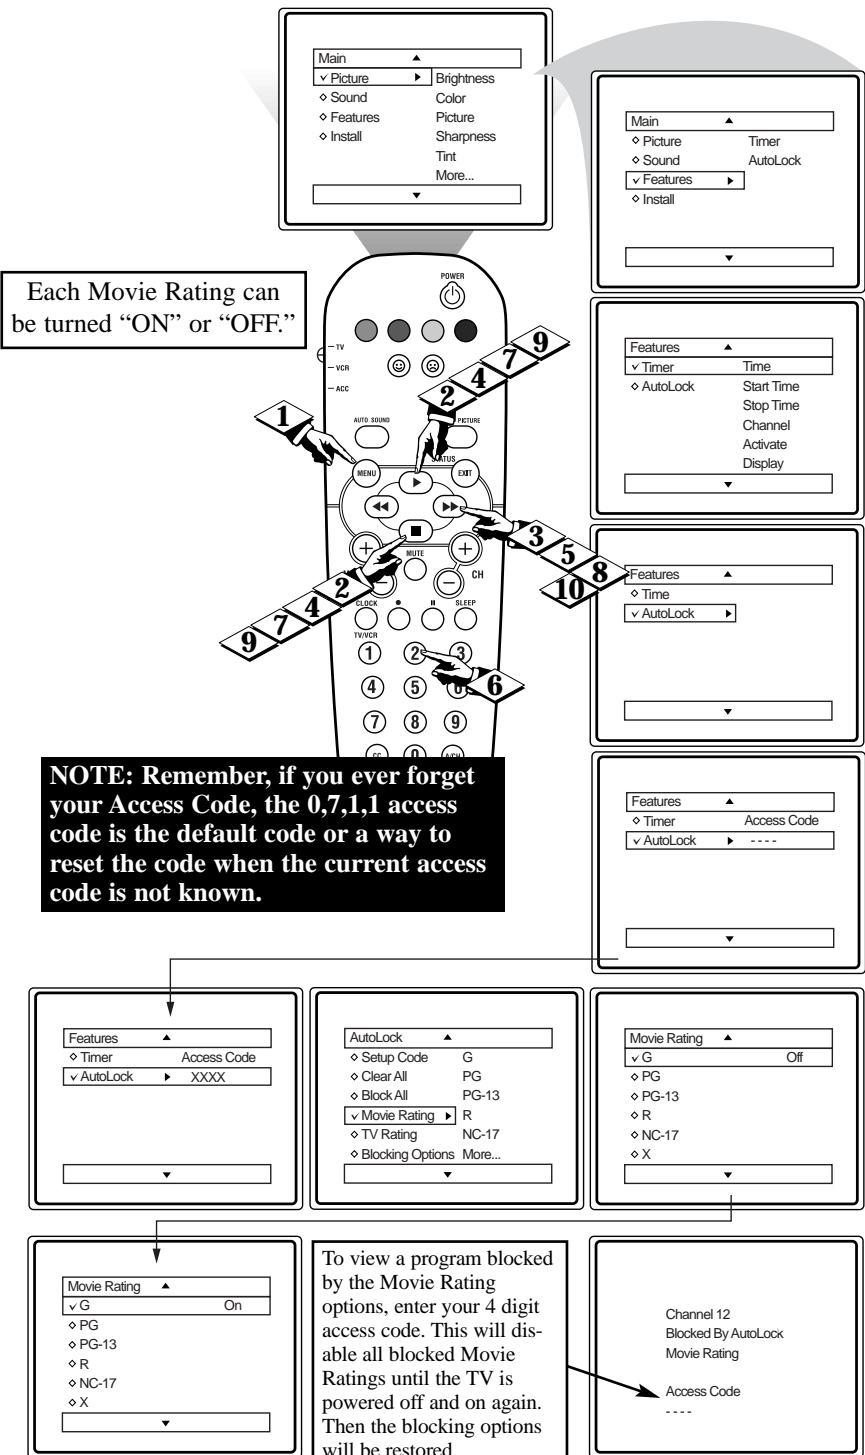 Main
Picture
Brightness
Sound
Color
Features
Picture
Install
Sharpness
Tint
More...
Main
Picture
Timer
Sound
AutoLock
Features
Install
Each Movie Rating can
be turned “ON” or “OFF.”
POWER
TV
VCR
ACC
AUTO SOUND
PICTURE
STATUS
MENU
EXIT
MUTE
CH
CLOCK
SLEEP
TV/VCR
1
2
3
4
5
6
7
8
9
CC
0
A/CH
1
2
4
7
9
3
5
8
10
9
7
4
2
6
Features
Timer
Time
AutoLock
Start Time
Stop Time
Channel
Activate
Display
Features
Time
AutoLock
NOTE: Remember, if you ever forget
your Access Code, the 0,7,1,1 access
code is the default code or a way to
reset the code when the current access
code is not known.
Features
Timer
Access Code
AutoLock
- - - -
Features
Timer
Access Code
AutoLock
XXXX
AutoLock
Setup Code
G
Clear All
PG
Block All
PG-13
Movie Rating
R
TV Rating
NC-17
Blocking Options
More...
Movie Rating
G
Off
PG
PG-13
R
NC-17
X
Movie Rating
G
On
PG
PG-13
R
NC-17
X
To view a program blocked
by the Movie Rating
options, enter your 4 digit
access code. This will dis-
able all blocked Movie
Ratings until the TV is
powered off and on again.
Then the blocking options
will be restored
Channel 12
Blocked By AutoLock
Movie Rating
Access Code
- - - -